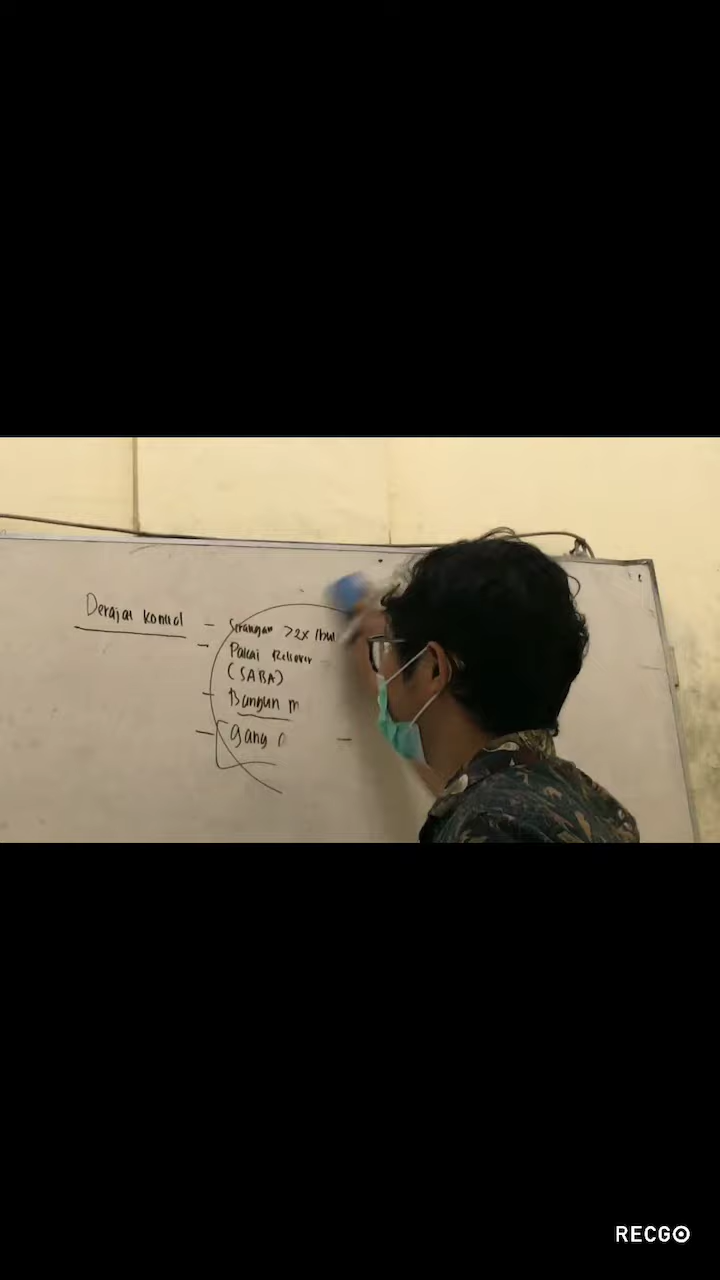 Derajat Kontrol
- Serangan >2x /bul
- Pakai Reliever -
(SABA)
- Bangun m
- gang
RECGO